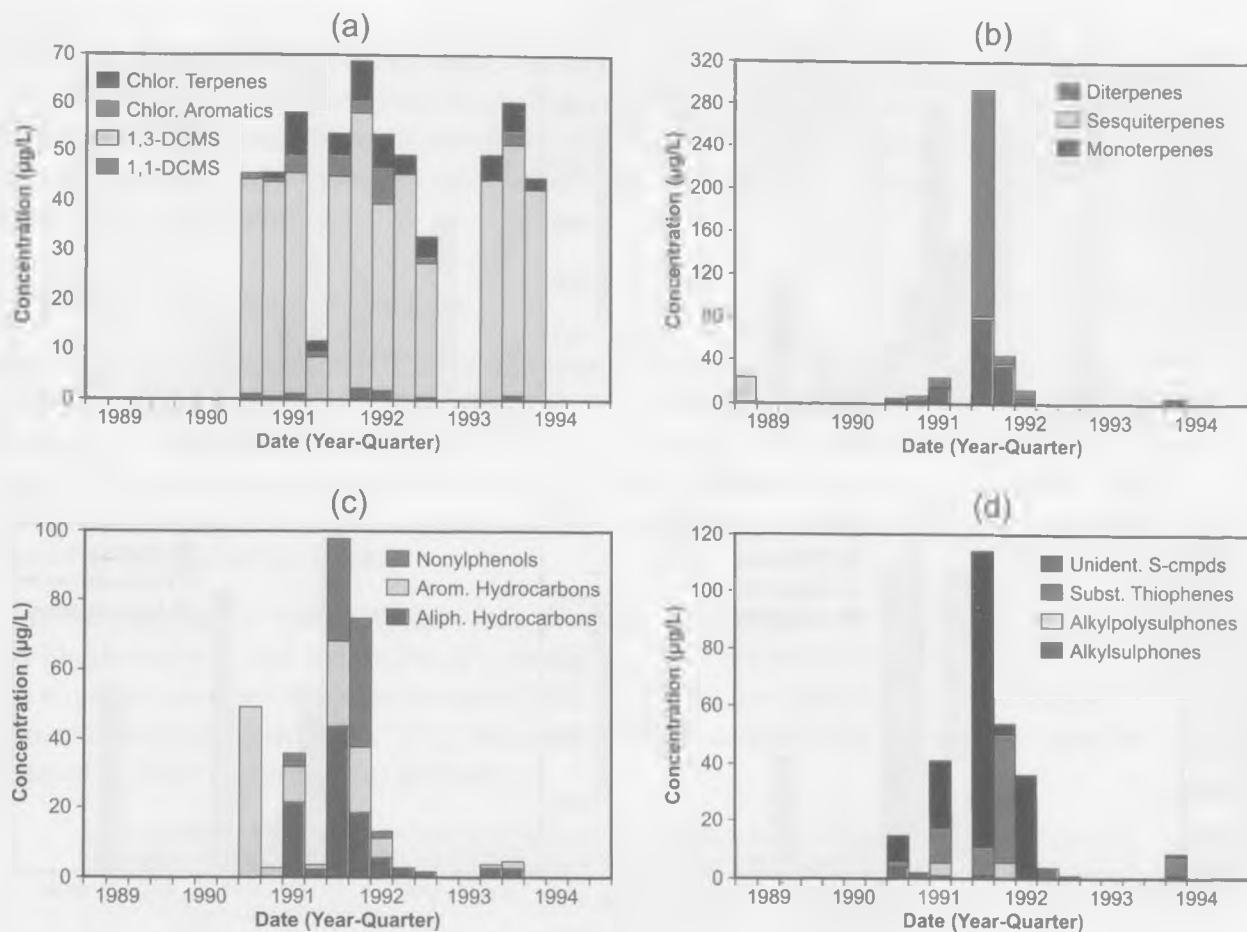 (a)
70
60
50
40
30
20
10
0
Concentration (µg/L)
Chlor. Terpenes
Chlor. Aromatics
1,3-DCMS
1,1-DCMS
1989 1990 1991 1992 1993 1994
Date (Year-Quarter)
(b)
320
280
240
200
160
120
80
40
0
Concentration (µg/L)
Diterpenes
Sesquiterpenes
Monoterpenes
1989 1990 1991 1992 1993 1994
Date (Year-Quarter)
(c)
100
80
60
40
20
0
Concentration (µg/L)
Nonylphenols
Arom. Hydrocarbons
Aliph. Hydrocarbons
1989 1990 1991 1992 1993 1994
Date (Year-Quarter)
(d)
120
100
80
60
40
20
0
Concentration (µg/L)
Unident. S-cmpds
Subst. Thiophenes
Alkylpolysulphones
Alkylsulphones
1989 1990 1991 1992 1993 1994
Date (Year-Quarter)